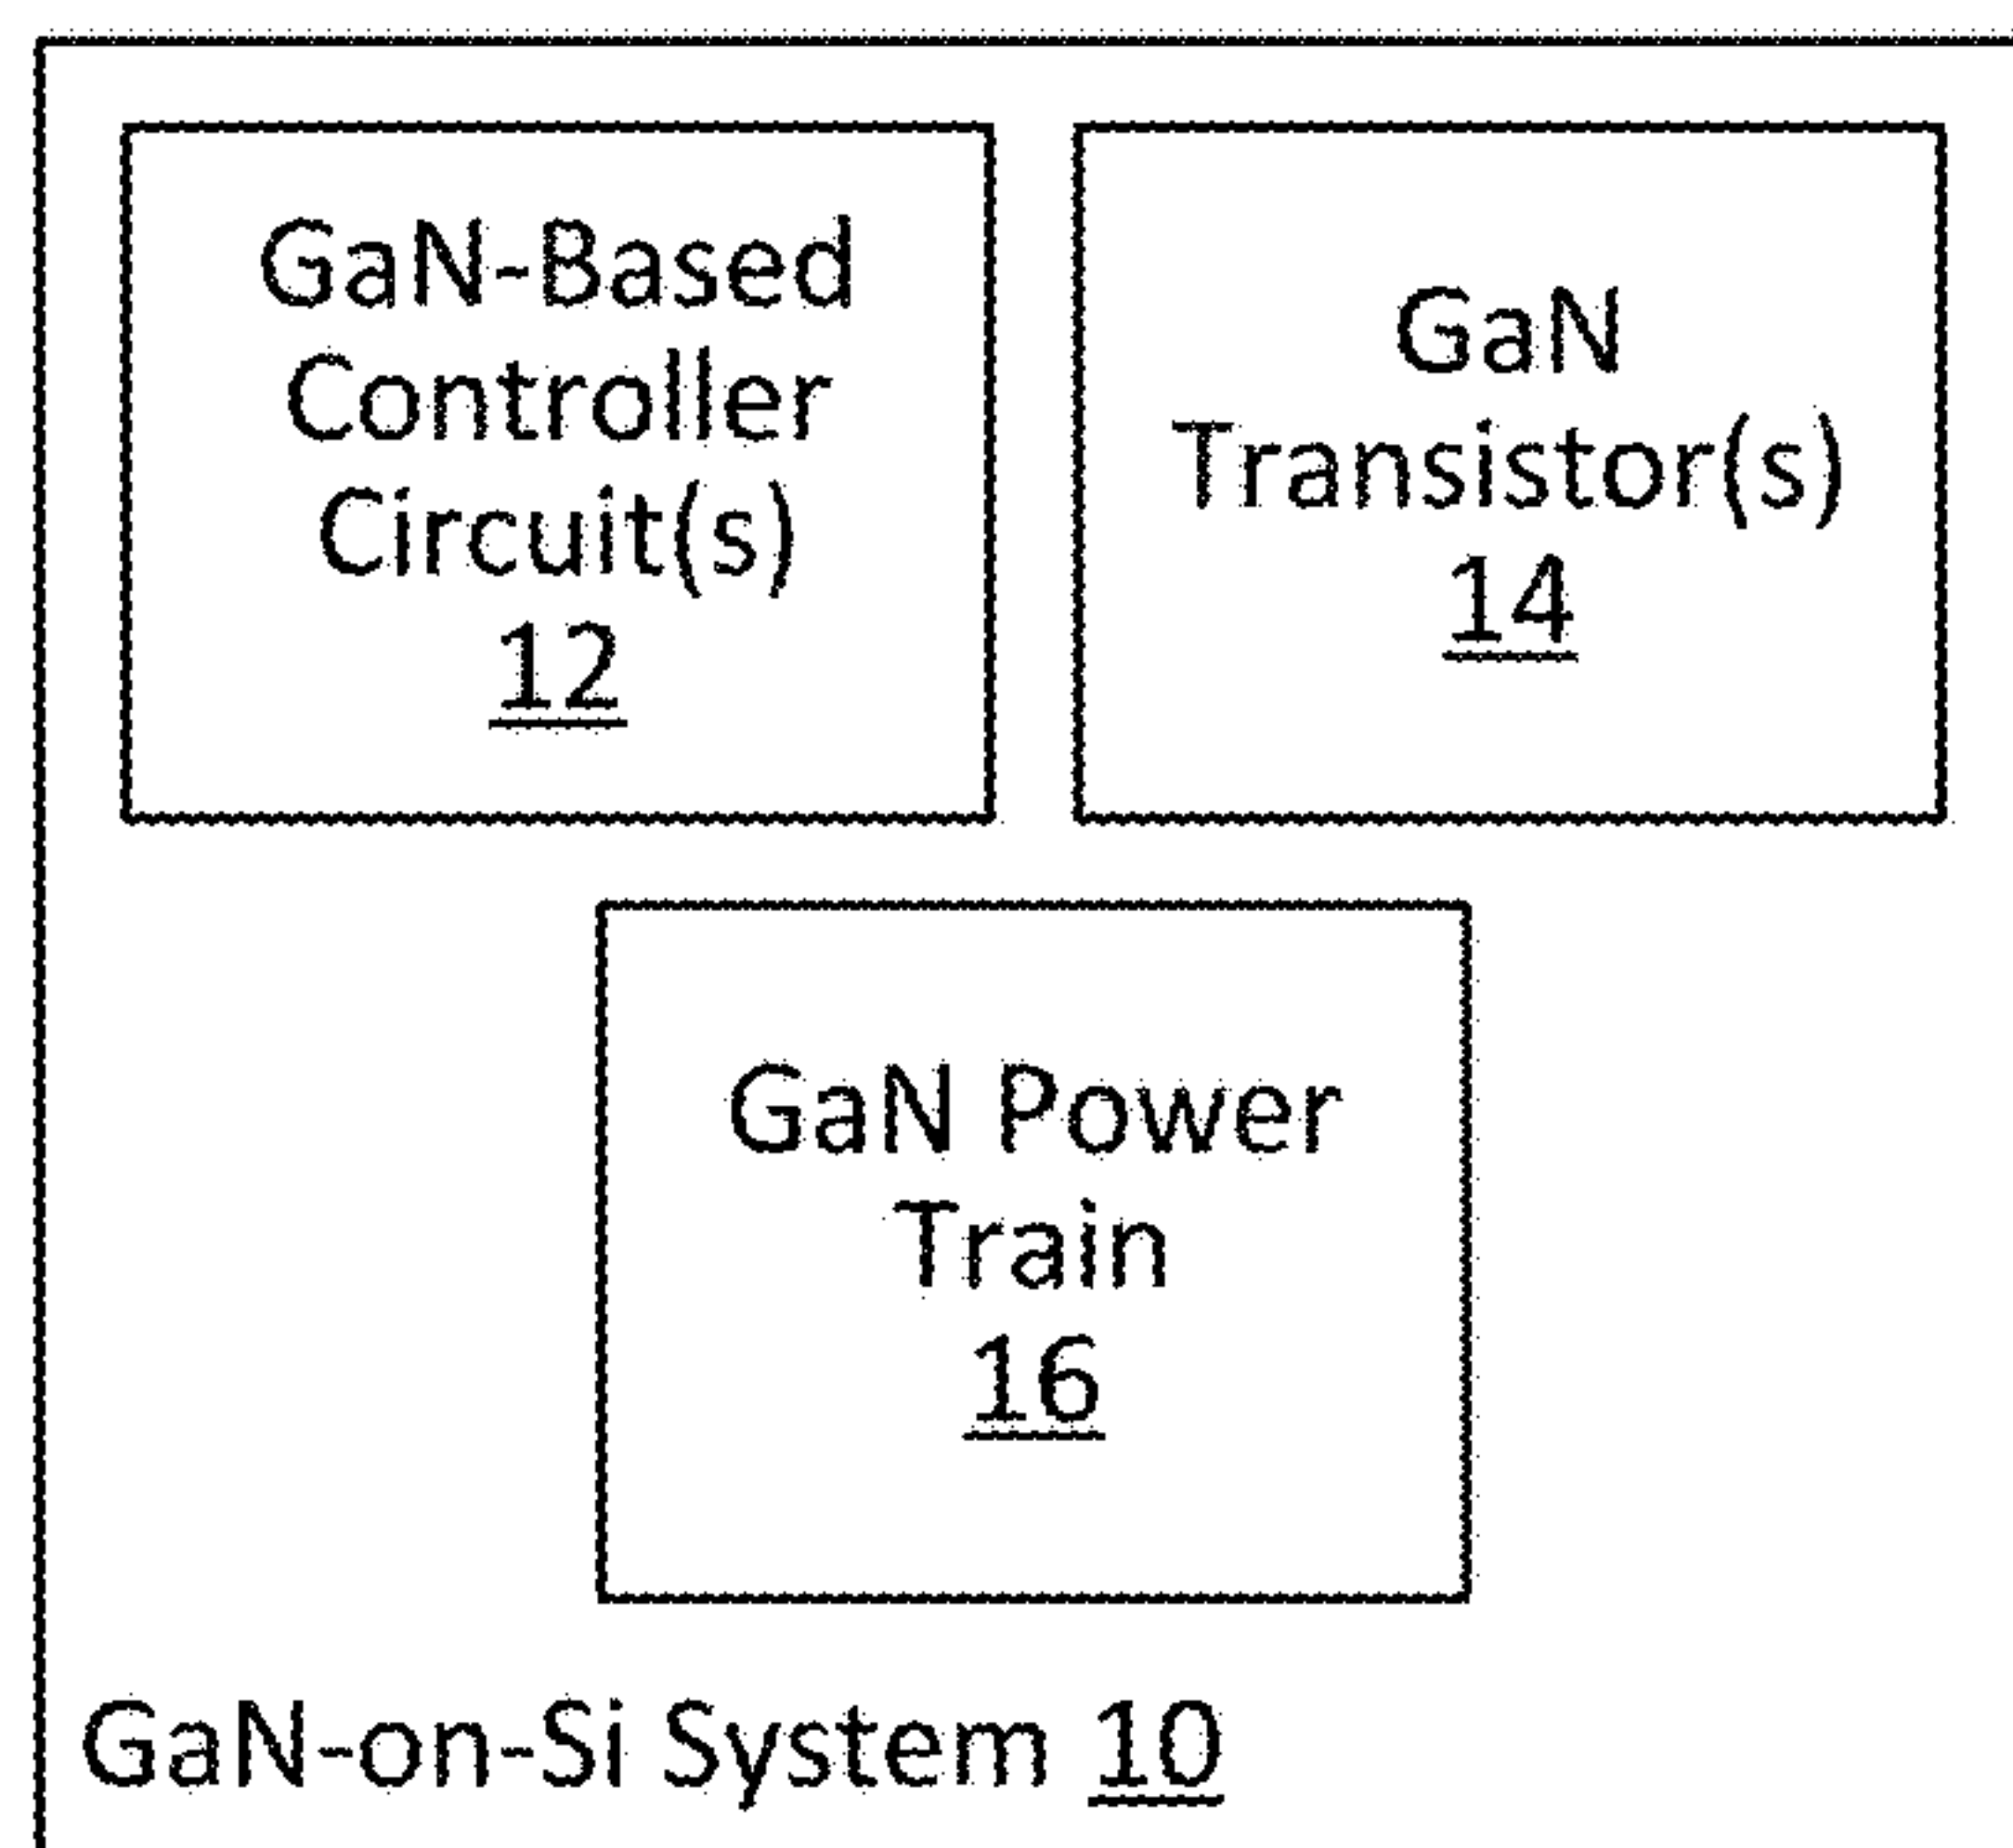 GaN-Based
Controller
Circuit(s)
12
GaN
Transistor(s)
14
GaN Power
Train
16
GaN-on-Si System 10